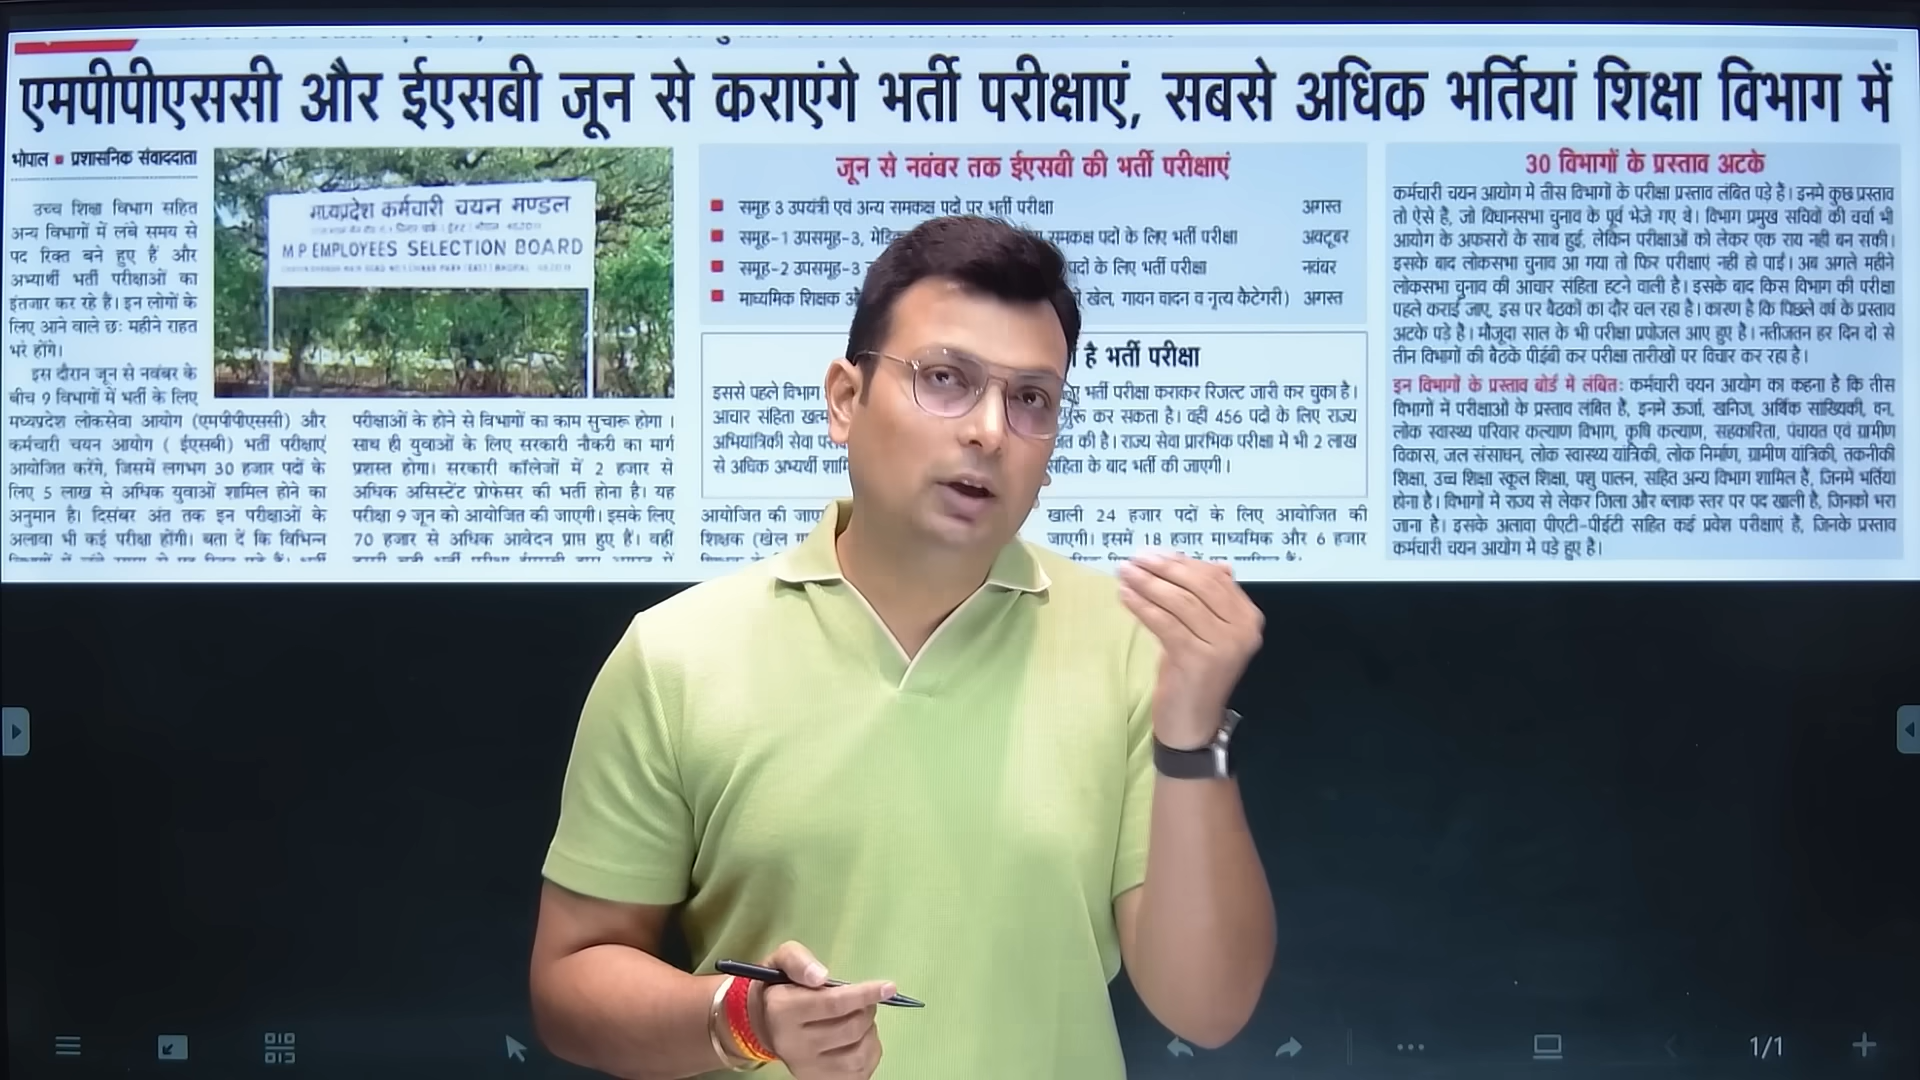 एमपीपीएससी और ईएसबी जून से कराएंगे भर्ती परीक्षाएं, सबसे अधिक भर्तियां शिक्षा विभाग में
भोपाल ■ प्रशासनिक संवाददाता
उच्च शिक्षा विभाग सहित
अन्य विभागों में लंबे समय से
पद रिक्त बने हुए हैं और
अभ्यार्थी भर्ती परीक्षाओं का
इंतजार कर रहे है। इन लोगों के
लिए आने वाले छः महीने राहत
भरे होंगे।
इस दौरान जून से नवंबर के
बीच 9 विभागों में भर्ती के लिए
मध्यप्रदेश लोकसेवा आयोग (एमपीपीएससी) और
कर्मचारी चयन आयोग ( ईएसबी) भर्ती परीक्षाएं
आयोजित करेंगे, जिसमें लगभग 30 हजार पदों के
लिए 5 लाख से अधिक युवाओं शामिल होने का
अनुमान है। दिसंबर अंत तक इन परीक्षाओं के
अलावा भी कई परीक्षा होंगी। बता दें कि विभिन्न
मध्यप्रदेश कर्मचारी चयन मण्डल
M P EMPLOYEES SELECTION BOARD
परीक्षाओं के होने से विभागों का काम सुचारू होगा ।
साथ ही युवाओं के लिए सरकारी नौकरी का मार्ग
प्रशस्त होगा। सरकारी कॉलेजों में 2 हजार से
अधिक असिस्टेंट प्रोफेसर की भर्ती होना है। यह
परीक्षा 9 जून को आयोजित की जाएगी। इसके लिए
70 हजार से अधिक आवेदन प्राप्त हुए हैं। वहीं
जून से नवंबर तक ईएसबी की भर्ती परीक्षाएं
■ समूह 3 उपयंत्री एवं अन्य समकक्ष पदों पर भर्ती परीक्षा अगस्त
■ समूह-1 उपसमूह-3, समकक्ष पदों के लिए भर्ती परीक्षा अक्टूबर
■ समूह-2 उपसमूह-3 पदों के लिए भर्ती परीक्षा नवंबर
■ माध्यमिक शिक्षक खेल, गायन वादन व नृत्य कैटेगरी) अगस्त
है भर्ती परीक्षा
इससे पहले विभाग भर्ती परीक्षा कराकर रिजल्ट जारी कर चुका है।
आचार संहिता कर सकता है। वही 456 पदों के लिए राज्य
अभियांत्रिकी सेवा की है। राज्य सेवा प्रारंभिक परीक्षा में भी 2 लाख
से अधिक अभ्यर्थी के बाद भर्ती की जाएगी।
आयोजित की
शिक्षक (खेल
खाली 24 हजार पदों के लिए आयोजित की
जाएगी। इसमें 18 हजार माध्यमिक और 6 हजार
30 विभागों के प्रस्ताव अटके
कर्मचारी चयन आयोग में तीस विभागों के परीक्षा प्रस्ताव लंबित पड़े हैं। इनमें कुछ प्रस्ताव
तो ऐसे है, जो विधानसभा चुनाव के पूर्व भेजे गए थे। विभाग प्रमुख सचिवों की चर्चा भी
आयोग के अफसरों के साथ हुई, लेकिन परीक्षाओं को लेकर एक राय नही बन सकी।
इसके बाद लोकसभा चुनाव आ गया तो फिर परीक्षाएं नहीं हो पाई। अब अगले महीने
लोकसभा चुनाव की आचार संहिता हटने वाली है। इसके बाद किस विभाग की परीक्षा
पहले कराई जाए, इस पर बैठकों का दौर चल रहा है। कारण है कि पिछले वर्ष के प्रस्ताव
अटके पड़े है। मौजूदा साल के भी परीक्षा प्रपोजल आए हुए है। नतीजतन हर दिन दो से
तीन विभागों की बैठके पीईबी कर परीक्षा तारीखों पर विचार कर रहा है।
इन विभागों के प्रस्ताव बोर्ड में लंबित: कर्मचारी चयन आयोग का कहना है कि तीस
विभागों में परीक्षाओं के प्रस्ताव लंबित है, इनमें ऊर्जा, खनिज, आर्थिक सांख्यिकी, वन,
लोक स्वास्थ्य परिवार कल्याण विभाग, कृषि कल्याण, सहकारिता, पंचायत एवं ग्रामीण
विकास, जल संसाधन, लोक स्वास्थ्य यांत्रिकी, लोक निर्माण, ग्रामीण यांत्रिकी, तकनीकी
शिक्षा, उच्च शिक्षा स्कूल शिक्षा, पशु पालन, सहित अन्य विभाग शामिल हैं, जिनमें भर्तियां
होना है। विभागों में राज्य से लेकर जिला और ब्लाक स्तर पर पद खाली है, जिनको भरा
जाना है। इसके अलावा पीएटी-पीईटी सहित कई प्रवेश परीक्षाएं हैं, जिनके प्रस्ताव
कर्मचारी चयन आयोग में पड़े हुए है।
1/1